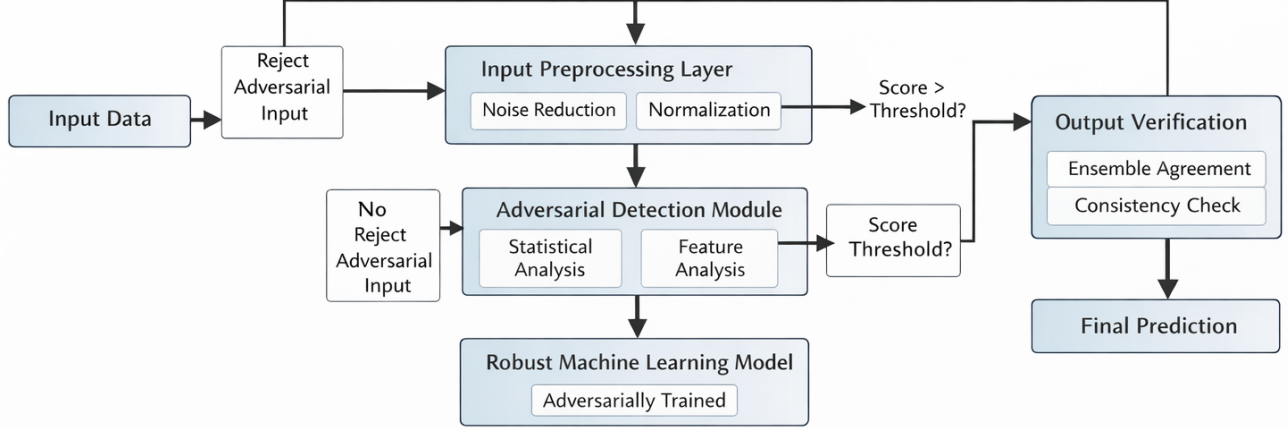 Input Data
Reject
Adversarial
Input
Input Preprocessing Layer
Noise Reduction
Normalization
Score >
Threshold?
Output Verification
Ensemble Agreement
Consistency Check
No
Reject
Adversarial
Input
Adversarial Detection Module
Statistical
Analysis
Feature
Analysis
Score
Threshold?
Final Prediction
Robust Machine Learning Model
Adversarially Trained